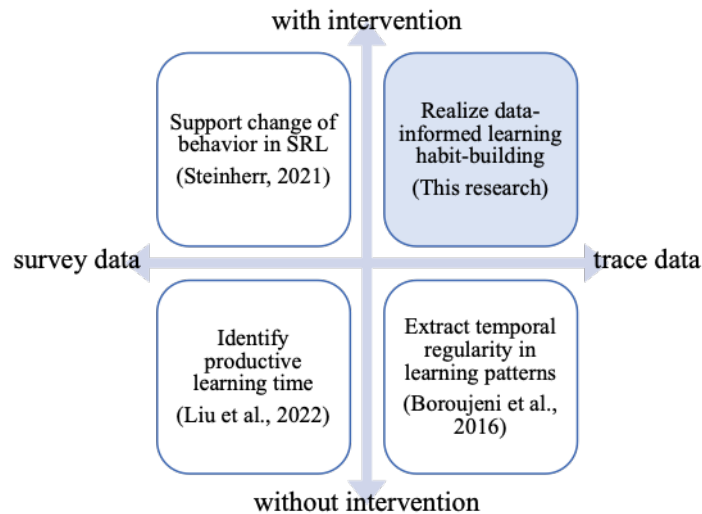 with intervention
Support change of
behavior in SRL
(Steinherr, 2021)
Realize data-
informed learning
habit-building
(This research)
survey data
trace data
Identify
productive
learning time
(Liu et al., 2022)
Extract temporal
regularity in
learning patterns
(Boroujeni et al.,
2016)
without intervention